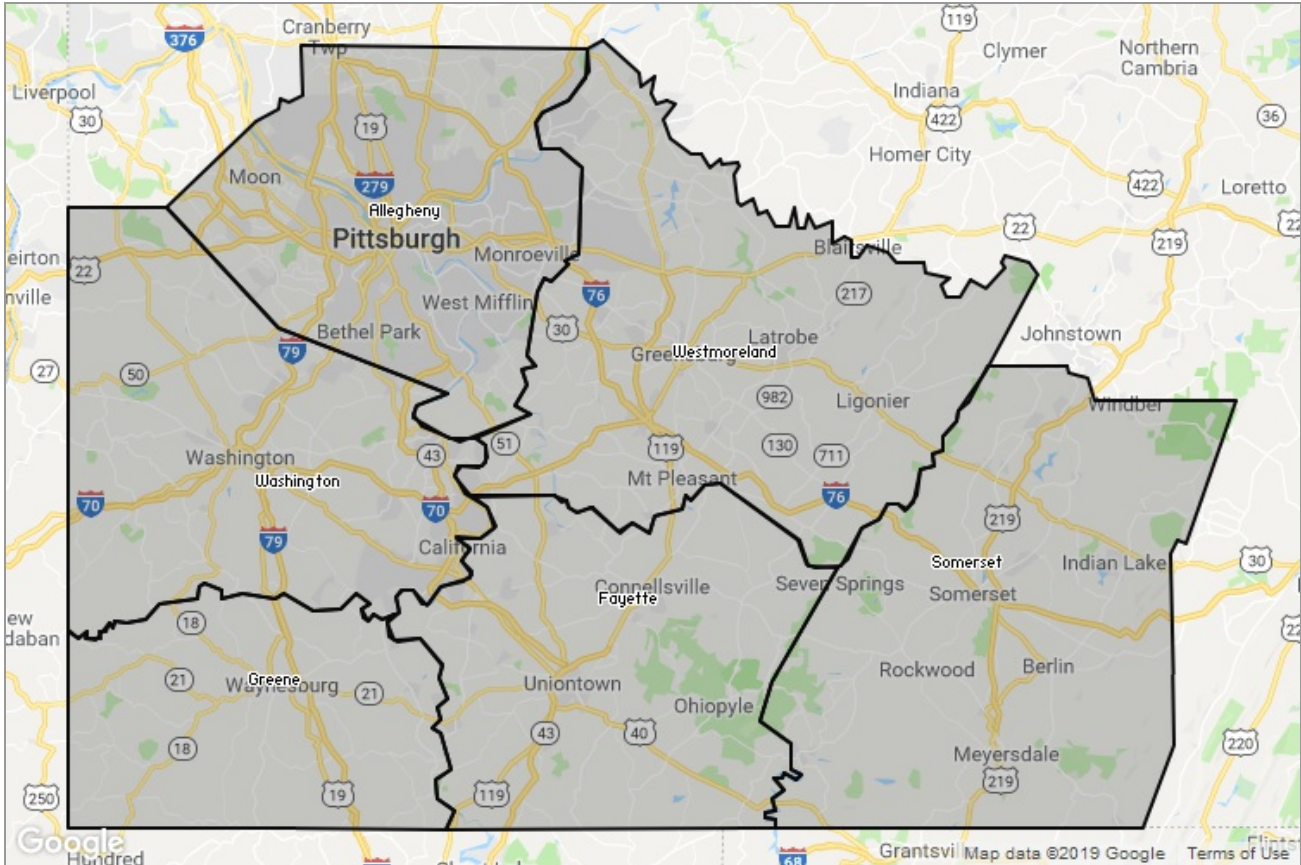 Cranberry
Twp
376
119
Clymer
Northern
Cambria
Liverpool
30
19
Indiana
422
36
Homer City
Moon
279
422
Loretto
Allegheny
Pittsburgh
22
219
22
Monroeville
Blairsville
22
76
217
West Mifflin
30
Bethel Park
79
Latrobe
Johnstown
Greensburg
Westmoreland
27
50
982
Ligonier
Windber
43
51
119
130
711
Washington
Washington
Mt Pleasant
70
70
76
79
219
California
Indian Lake
30
Somerset
Connellsville
Seven Springs
Somerset
Fayette
18
Rockwood
Berlin
21
Greene
Waynesburg
21
Uniontown
Ohiopyle
43
40
18
Meyersdale
220
250
19
119
219
Google
Hundred
68
Map data ©2019 Google
Terms of Use